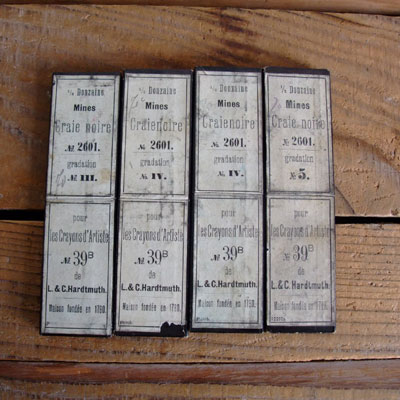 ½ Douzaine
Mines
Craie noire
№ 2601.
gradation
№ III.
pour
les Crayons d'Artiste
№ 39B
de
L. & C. Hardtmuth.
Maison fondée en 1790.
½ Douzaine
Mines
Craie noire
№ 2601.
gradation
№ IV.
pour
les Crayons d'Artiste
№ 39B
de
L. & C. Hardtmuth.
Maison fondée en 1790.
½ Douzaine
Mines
Craie noire
№ 2601.
gradation
№ IV.
pour
les Crayons d'Artiste
№ 39B
de
L. & C. Hardtmuth.
Maison fondée en 1790.
½ Douzaine
Mines
Craie noire
№ 2601.
gradation
№ 5.
pour
les Crayons d'Artiste
№ 39B
de
L. & C. Hardtmuth.
Maison fondée en 1790.